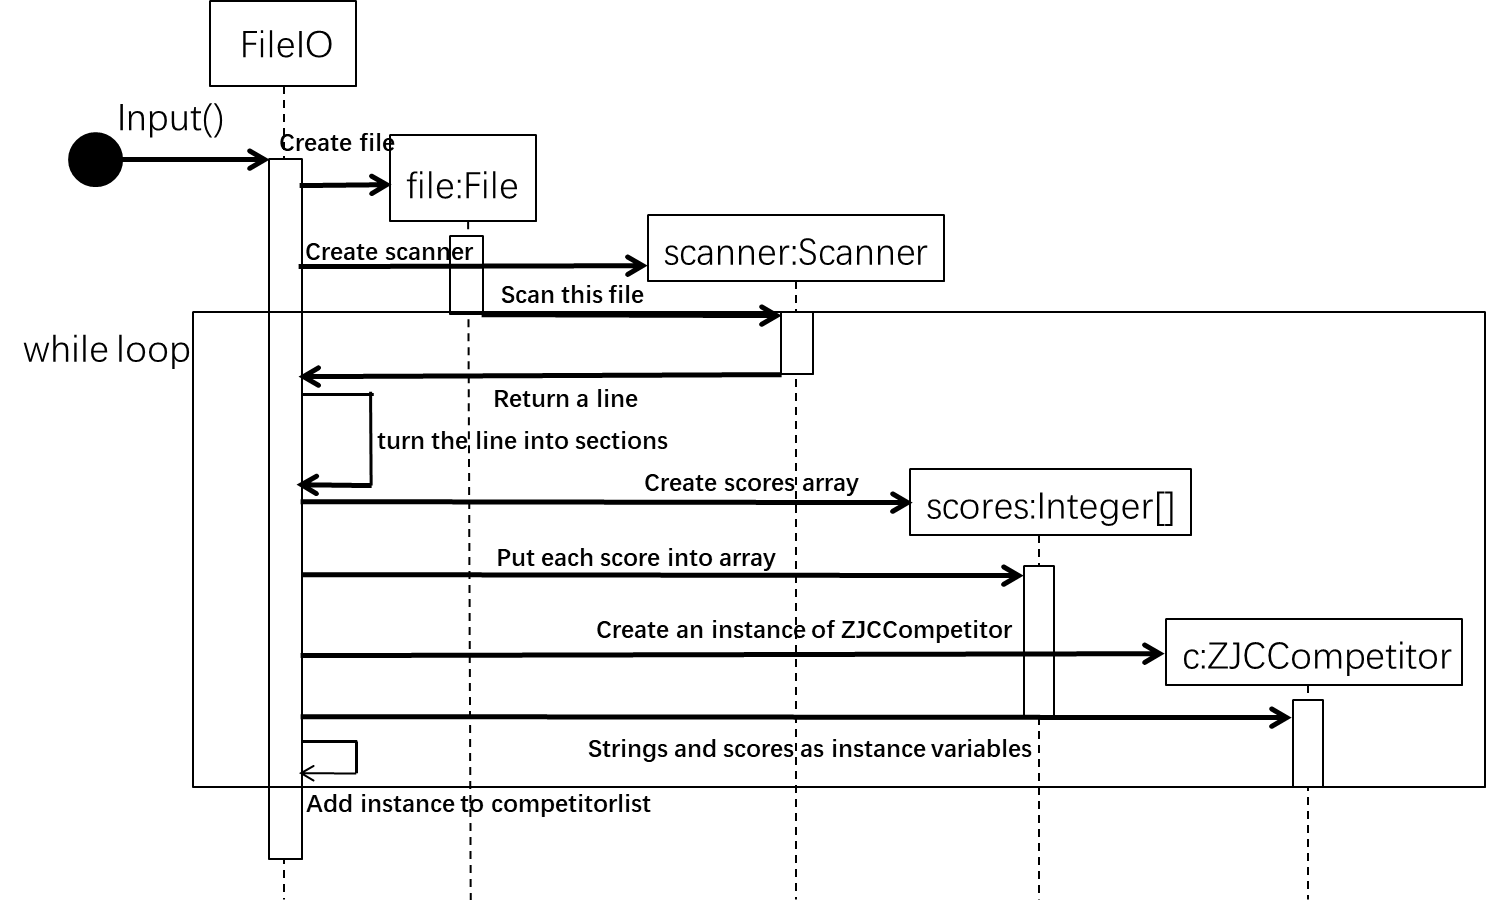 FileIO
Input()
Create file
file:File
Create scanner
scanner:Scanner
Scan this file
while loop
Return a line
turn the line into sections
Create scores array
scores:Integer[]
Put each score into array
Create an instance of ZJCCompetitor
c:ZJCCompetitor
Strings and scores as instance variables
Add instance to competitorlist